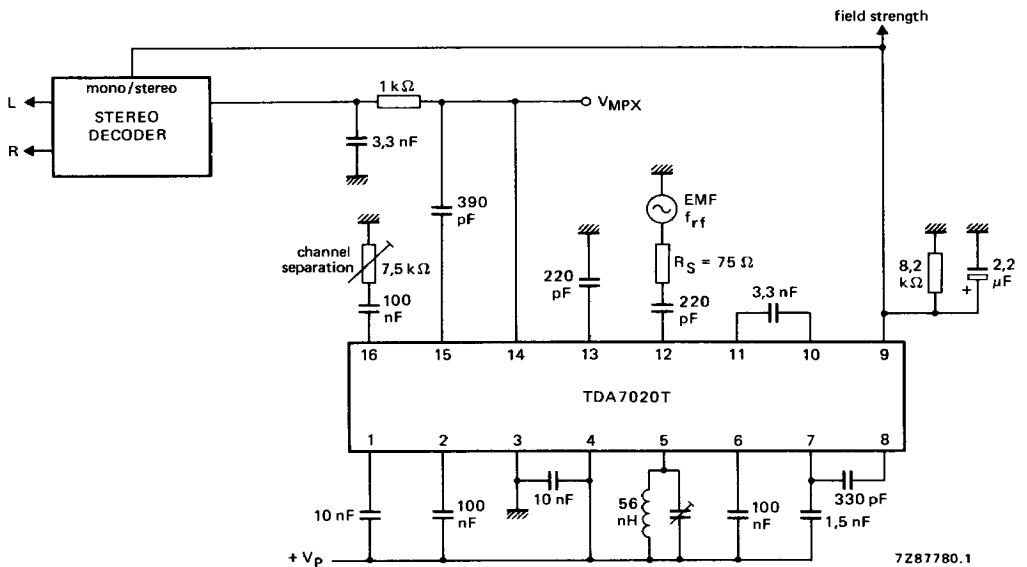 field strength
mono/stereo
STEREO
DECODER
L
R
1 kΩ
V_MPX
3,3 nF
390
pF
EMF
f_rf
channel
separation
7,5 kΩ
100
nF
220
pF
R_S = 75 Ω
220
pF
3,3 nF
8,2
kΩ
2,2
µF
+
16 15 14 13 12 11 10 9
TDA7020T
1 2 3 4 5 6 7 8
10 nF
100
nF
10 nF
56
nH
100
nF
330 pF
1,5 nF
+ V_P
7Z87780.1